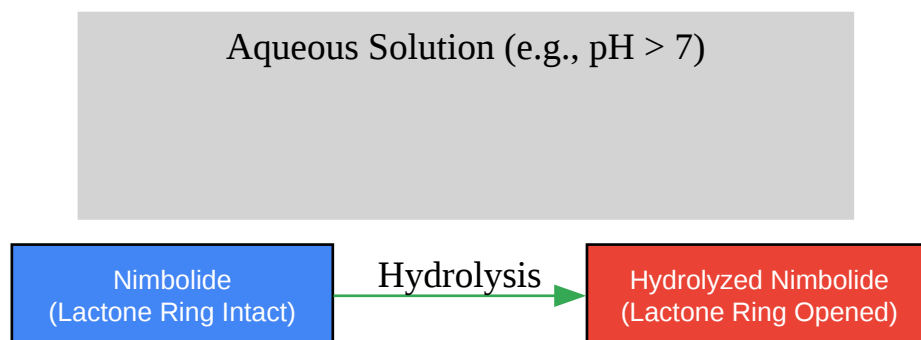 Aqueous Solution (e.g., pH > 7)
Nimbolide
(Lactone Ring Intact)
Hydrolysis
Hydrolyzed Nimbolide
(Lactone Ring Opened)